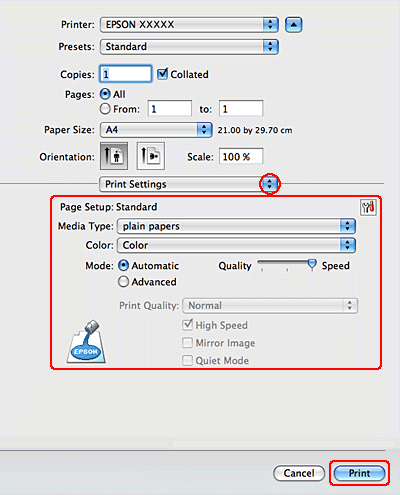 Printer: EPSON XXXXX
Presets: Standard
Copies: 1 Collated
Pages: All
From: 1 to: 1
Paper Size: A4 21.00 by 29.70 cm
Orientation: Scale: 100 %
Print Settings
Page Setup: Standard
Media Type: plain papers
Color: Color
Mode: Automatic Quality Speed
Advanced
Print Quality: Normal
High Speed
Mirror Image
Quiet Mode
EPSON
Cancel Print